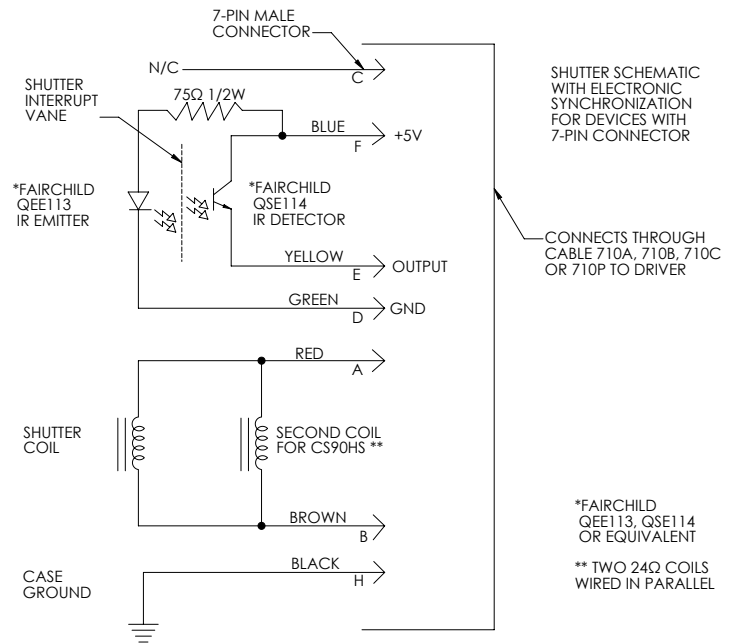 7-PIN MALE
CONNECTOR
N/C
C
SHUTTER
INTERRUPT
VANE
75Ω 1/2W
BLUE
F
+5V
*FAIRCHILD
QEE113
IR EMITTER
*FAIRCHILD
QSE114
IR DETECTOR
YELLOW
E
OUTPUT
GREEN
D
GND
RED
A
SHUTTER
COIL
SECOND COIL
FOR CS90HS **
BROWN
B
BLACK
H
CASE
GROUND
SHUTTER SCHEMATIC
WITH ELECTRONIC
SYNCHRONIZATION
FOR DEVICES WITH
7-PIN CONNECTOR
CONNECTS THROUGH
CABLE 710A, 710B, 710C
OR 710P TO DRIVER
*FAIRCHILD
QEE113, QSE114
OR EQUIVALENT
** TWO 24Ω COILS
WIRED IN PARALLEL